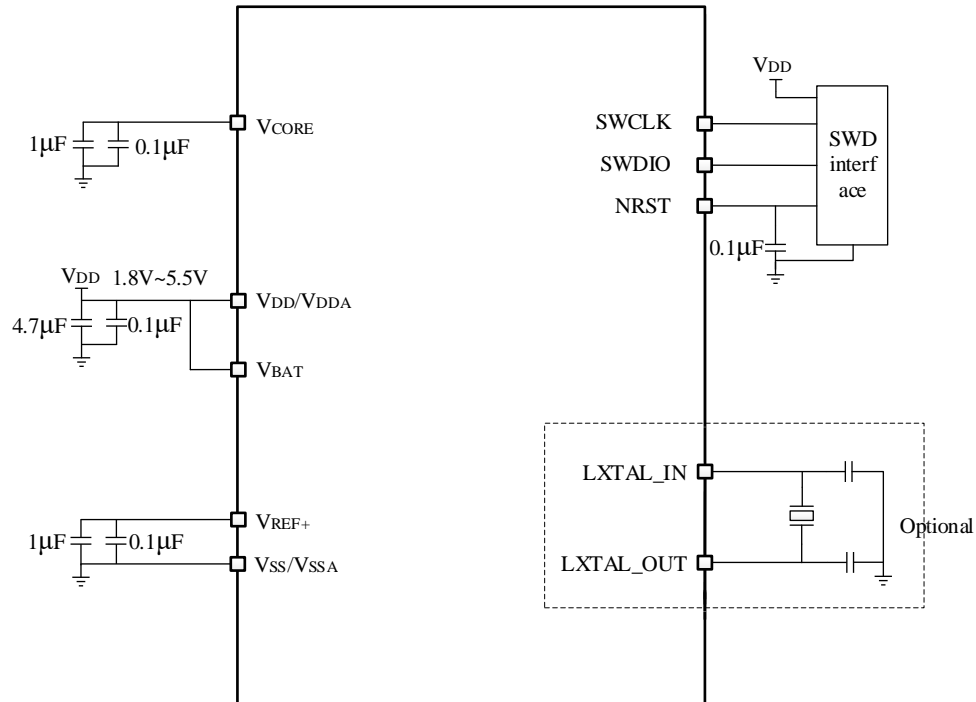 VCORE
1μF
0.1μF
VDD
1.8V~5.5V
VDD/VDDA
4.7μF
0.1μF
VBAT
VREF+
1μF
0.1μF
VSS/VSSA
VDD
SWCLK
SWDIO
NRST
SWD
interf
ace
0.1μF
LXTAL_IN
LXTAL_OUT
Optional